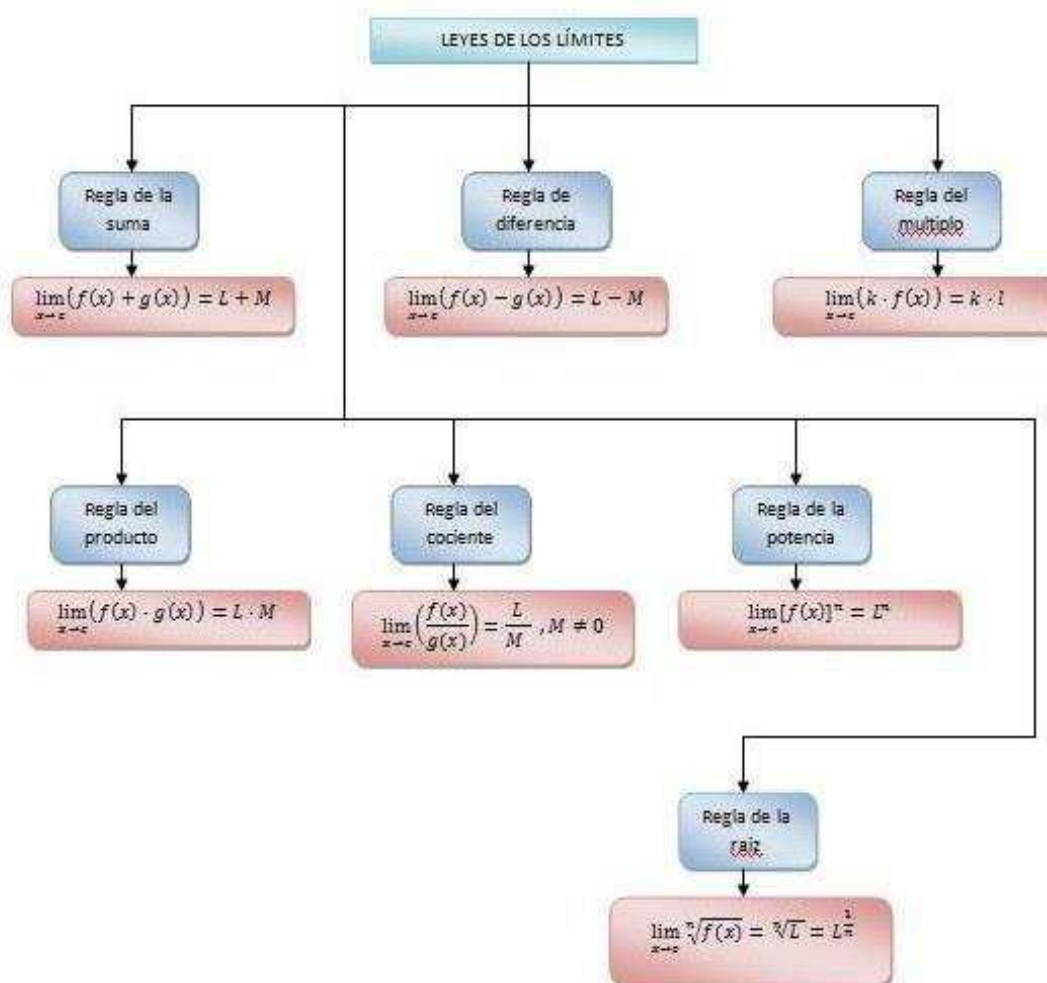 LEYES DE LOS LÍMITES
Regla de la
suma
Regla de
diferencia
Regla del
multiplo
lim x→c (f(x) + g(x)) = L + M
lim x→c (f(x) − g(x)) = L − M
lim x→c (k · f(x)) = k · l
Regla del
producto
Regla del
cociente
Regla de la
potencia
lim x→c (f(x) · g(x)) = L · M
lim x→c (f(x)/g(x)) = L/M , M ≠ 0
lim x→c [f(x)]ⁿ = Lⁿ
Regla de la
raiz
lim x→c ⁿ√f(x) = ⁿ√L = L^(1/n)